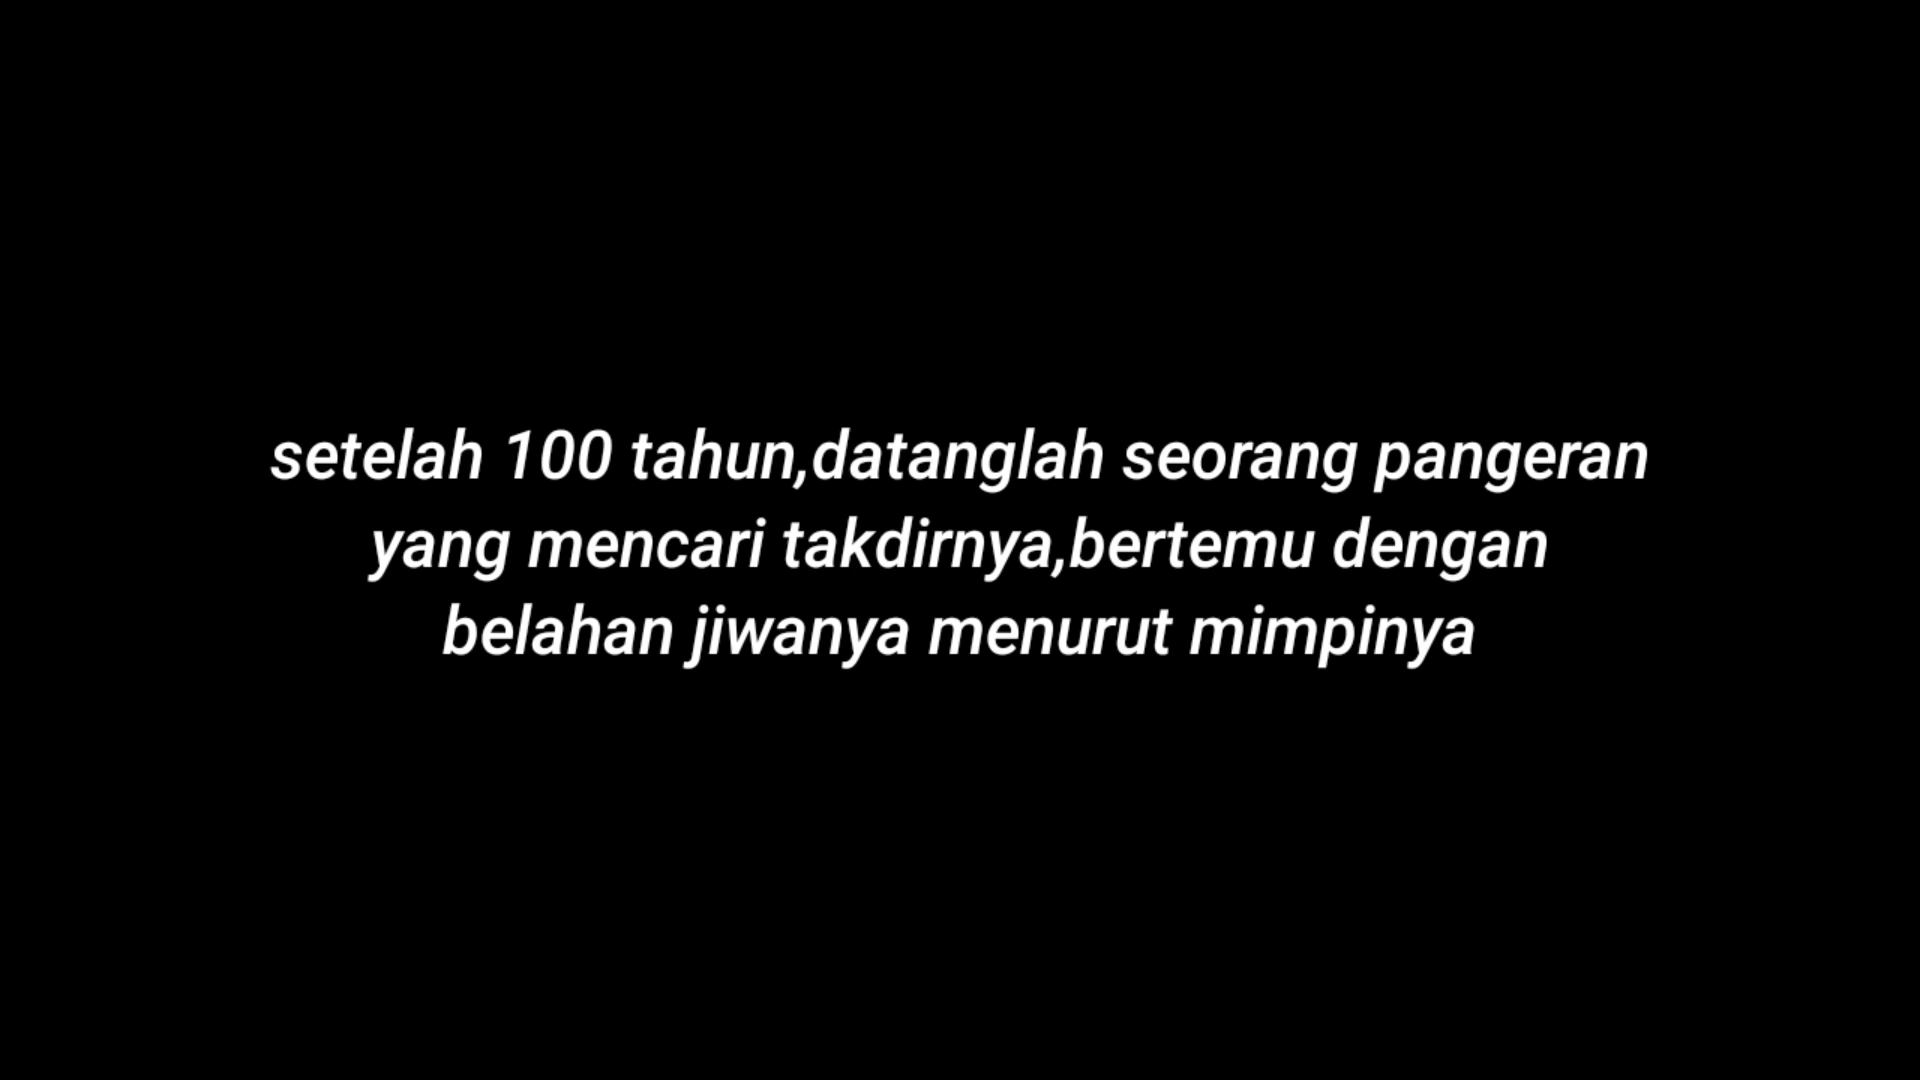 setelah 100 tahun,datanglah seorang pangeran
yang mencari takdirnya,bertemu dengan
belahan jiwanya menurut mimpinya